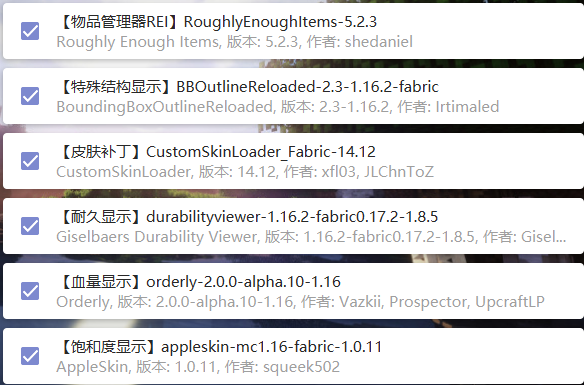 【物品管理器REI】RoughlyEnoughItems-5.2.3
Roughly Enough Items, 版本: 5.2.3, 作者: shedaniel
【特殊结构显示】BBOutlineReloaded-2.3-1.16.2-fabric
BoundingBoxOutlineReloaded, 版本: 2.3-1.16.2, 作者: Irtimaled
【皮肤补丁】CustomSkinLoader_Fabric-14.12
CustomSkinLoader, 版本: 14.12, 作者: xfl03, JLChnToZ
【耐久显示】durabilityviewer-1.16.2-fabric0.17.2-1.8.5
Giselbaers Durability Viewer, 版本: 1.16.2-fabric0.17.2-1.8.5, 作者: Gisel...
【血量显示】orderly-2.0.0-alpha.10-1.16
Orderly, 版本: 2.0.0-alpha.10-1.16, 作者: Vazkii, Prospector, UpcraftLP
【饱和度显示】appleskin-mc1.16-fabric-1.0.11
AppleSkin, 版本: 1.0.11, 作者: squeek502